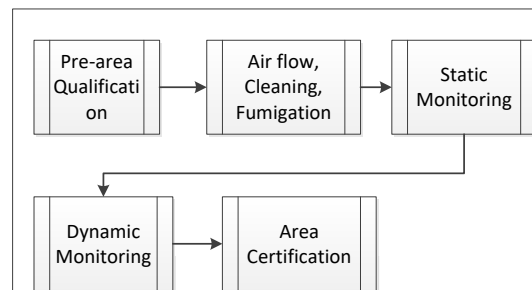 Pre-area
Qualificati
on
Air flow,
Cleaning,
Fumigation
Static
Monitoring
Dynamic
Monitoring
Area
Certification